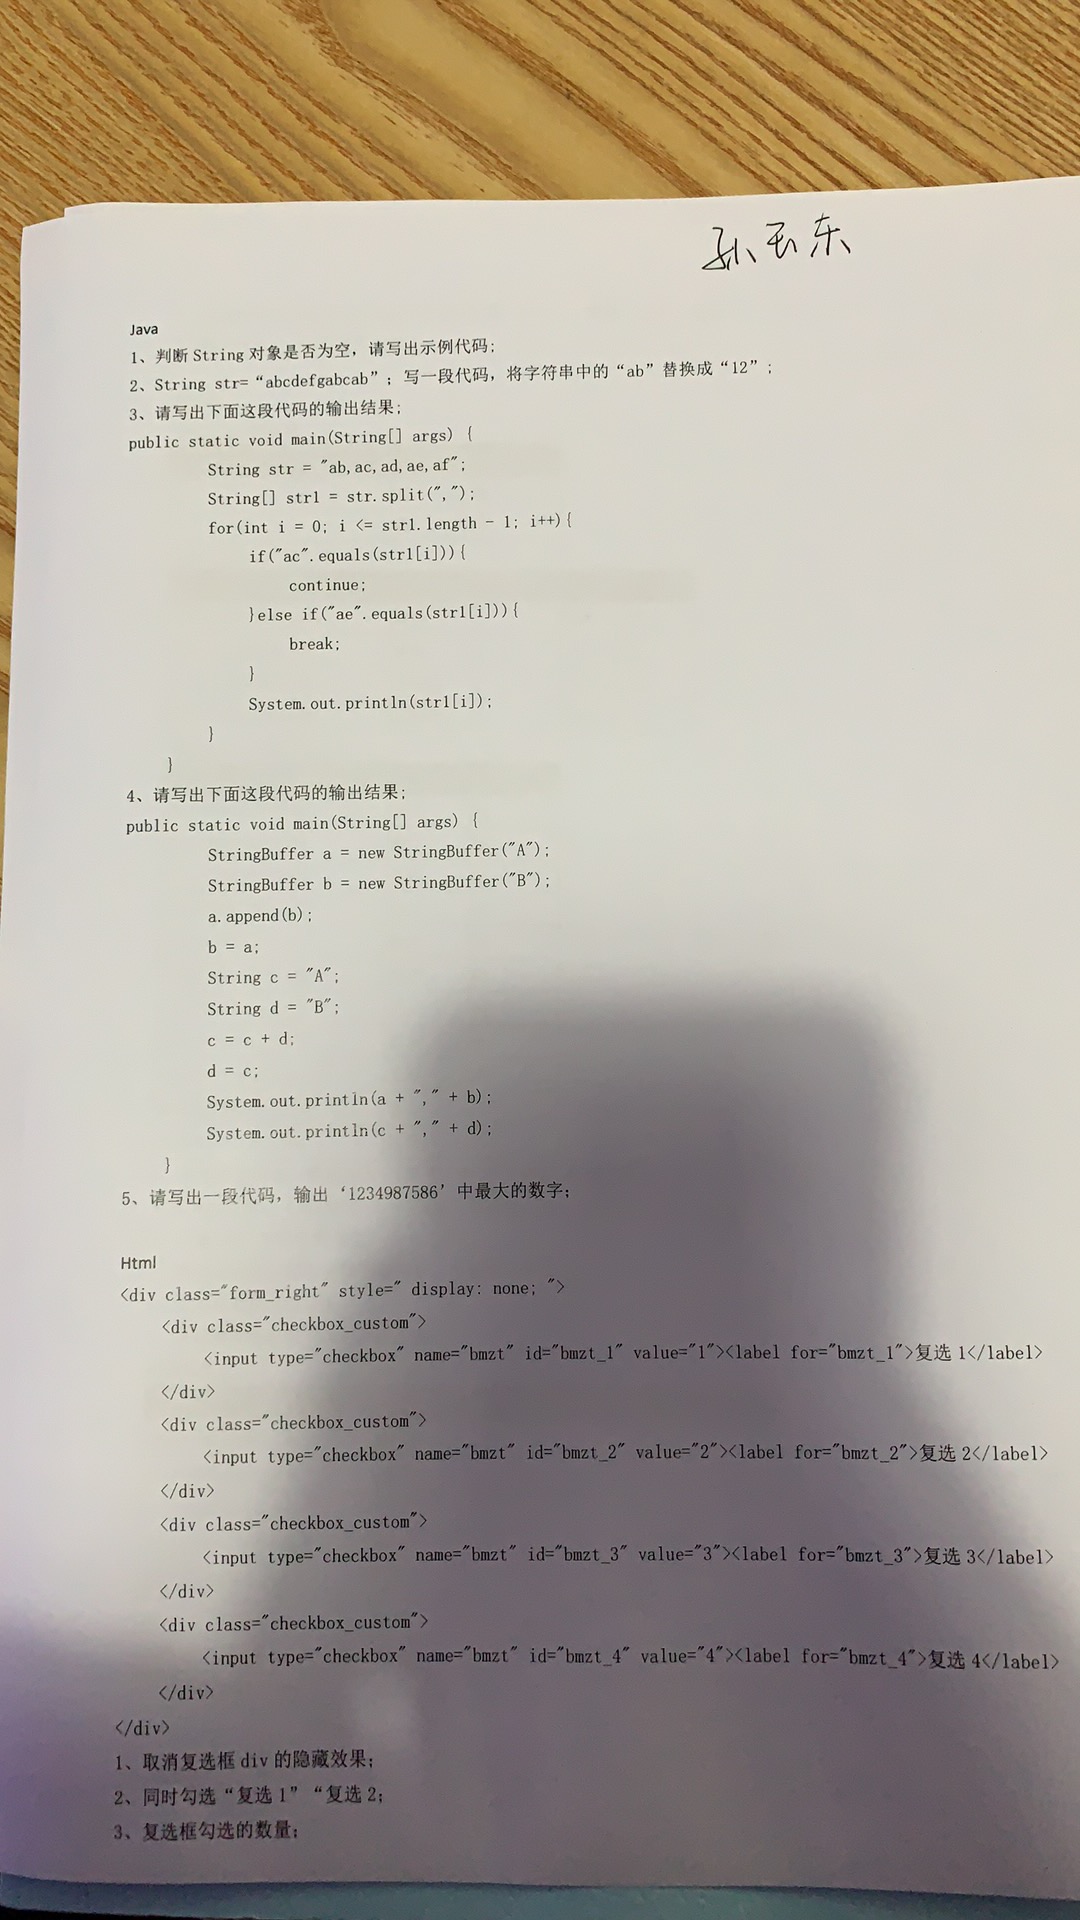 孙玉东
Java
1、判断 String 对象是否为空，请写出示例代码;
2、String str=“abcdefgabcab”；写一段代码，将字符串中的“ab”替换成“12”;
3、请写出下面这段代码的输出结果;
public static void main(String[] args) {
String str = "ab,ac,ad,ae,af";
String[] str1 = str.split(",");
for(int i = 0; i <= str1.length - 1; i++){
if("ac".equals(str1[i])){
continue;
}else if("ae".equals(str1[i])){
break;
}
System.out.println(str1[i]);
}
}
4、请写出下面这段代码的输出结果;
public static void main(String[] args) {
StringBuffer a = new StringBuffer("A");
StringBuffer b = new StringBuffer("B");
a.append(b);
b = a;
String c = "A";
String d = "B";
c = c + d;
d = c;
System.out.println(a + "," + b);
System.out.println(c + "," + d);
}
5、请写出一段代码，输出‘1234987586’中最大的数字;
Html
<div class="form_right" style=" display: none; ">
<div class="checkbox_custom">
<input type="checkbox" name="bmzt" id="bmzt_1" value="1"><label for="bmzt_1">复选 1</label>
</div>
<div class="checkbox_custom">
<input type="checkbox" name="bmzt" id="bmzt_2" value="2"><label for="bmzt_2">复选 2</label>
</div>
<div class="checkbox_custom">
<input type="checkbox" name="bmzt" id="bmzt_3" value="3"><label for="bmzt_3">复选 3</label>
</div>
<div class="checkbox_custom">
<input type="checkbox" name="bmzt" id="bmzt_4" value="4"><label for="bmzt_4">复选 4</label>
</div>
</div>
1、取消复选框 div 的隐藏效果;
2、同时勾选“复选 1”“复选 2;
3、复选框勾选的数量;